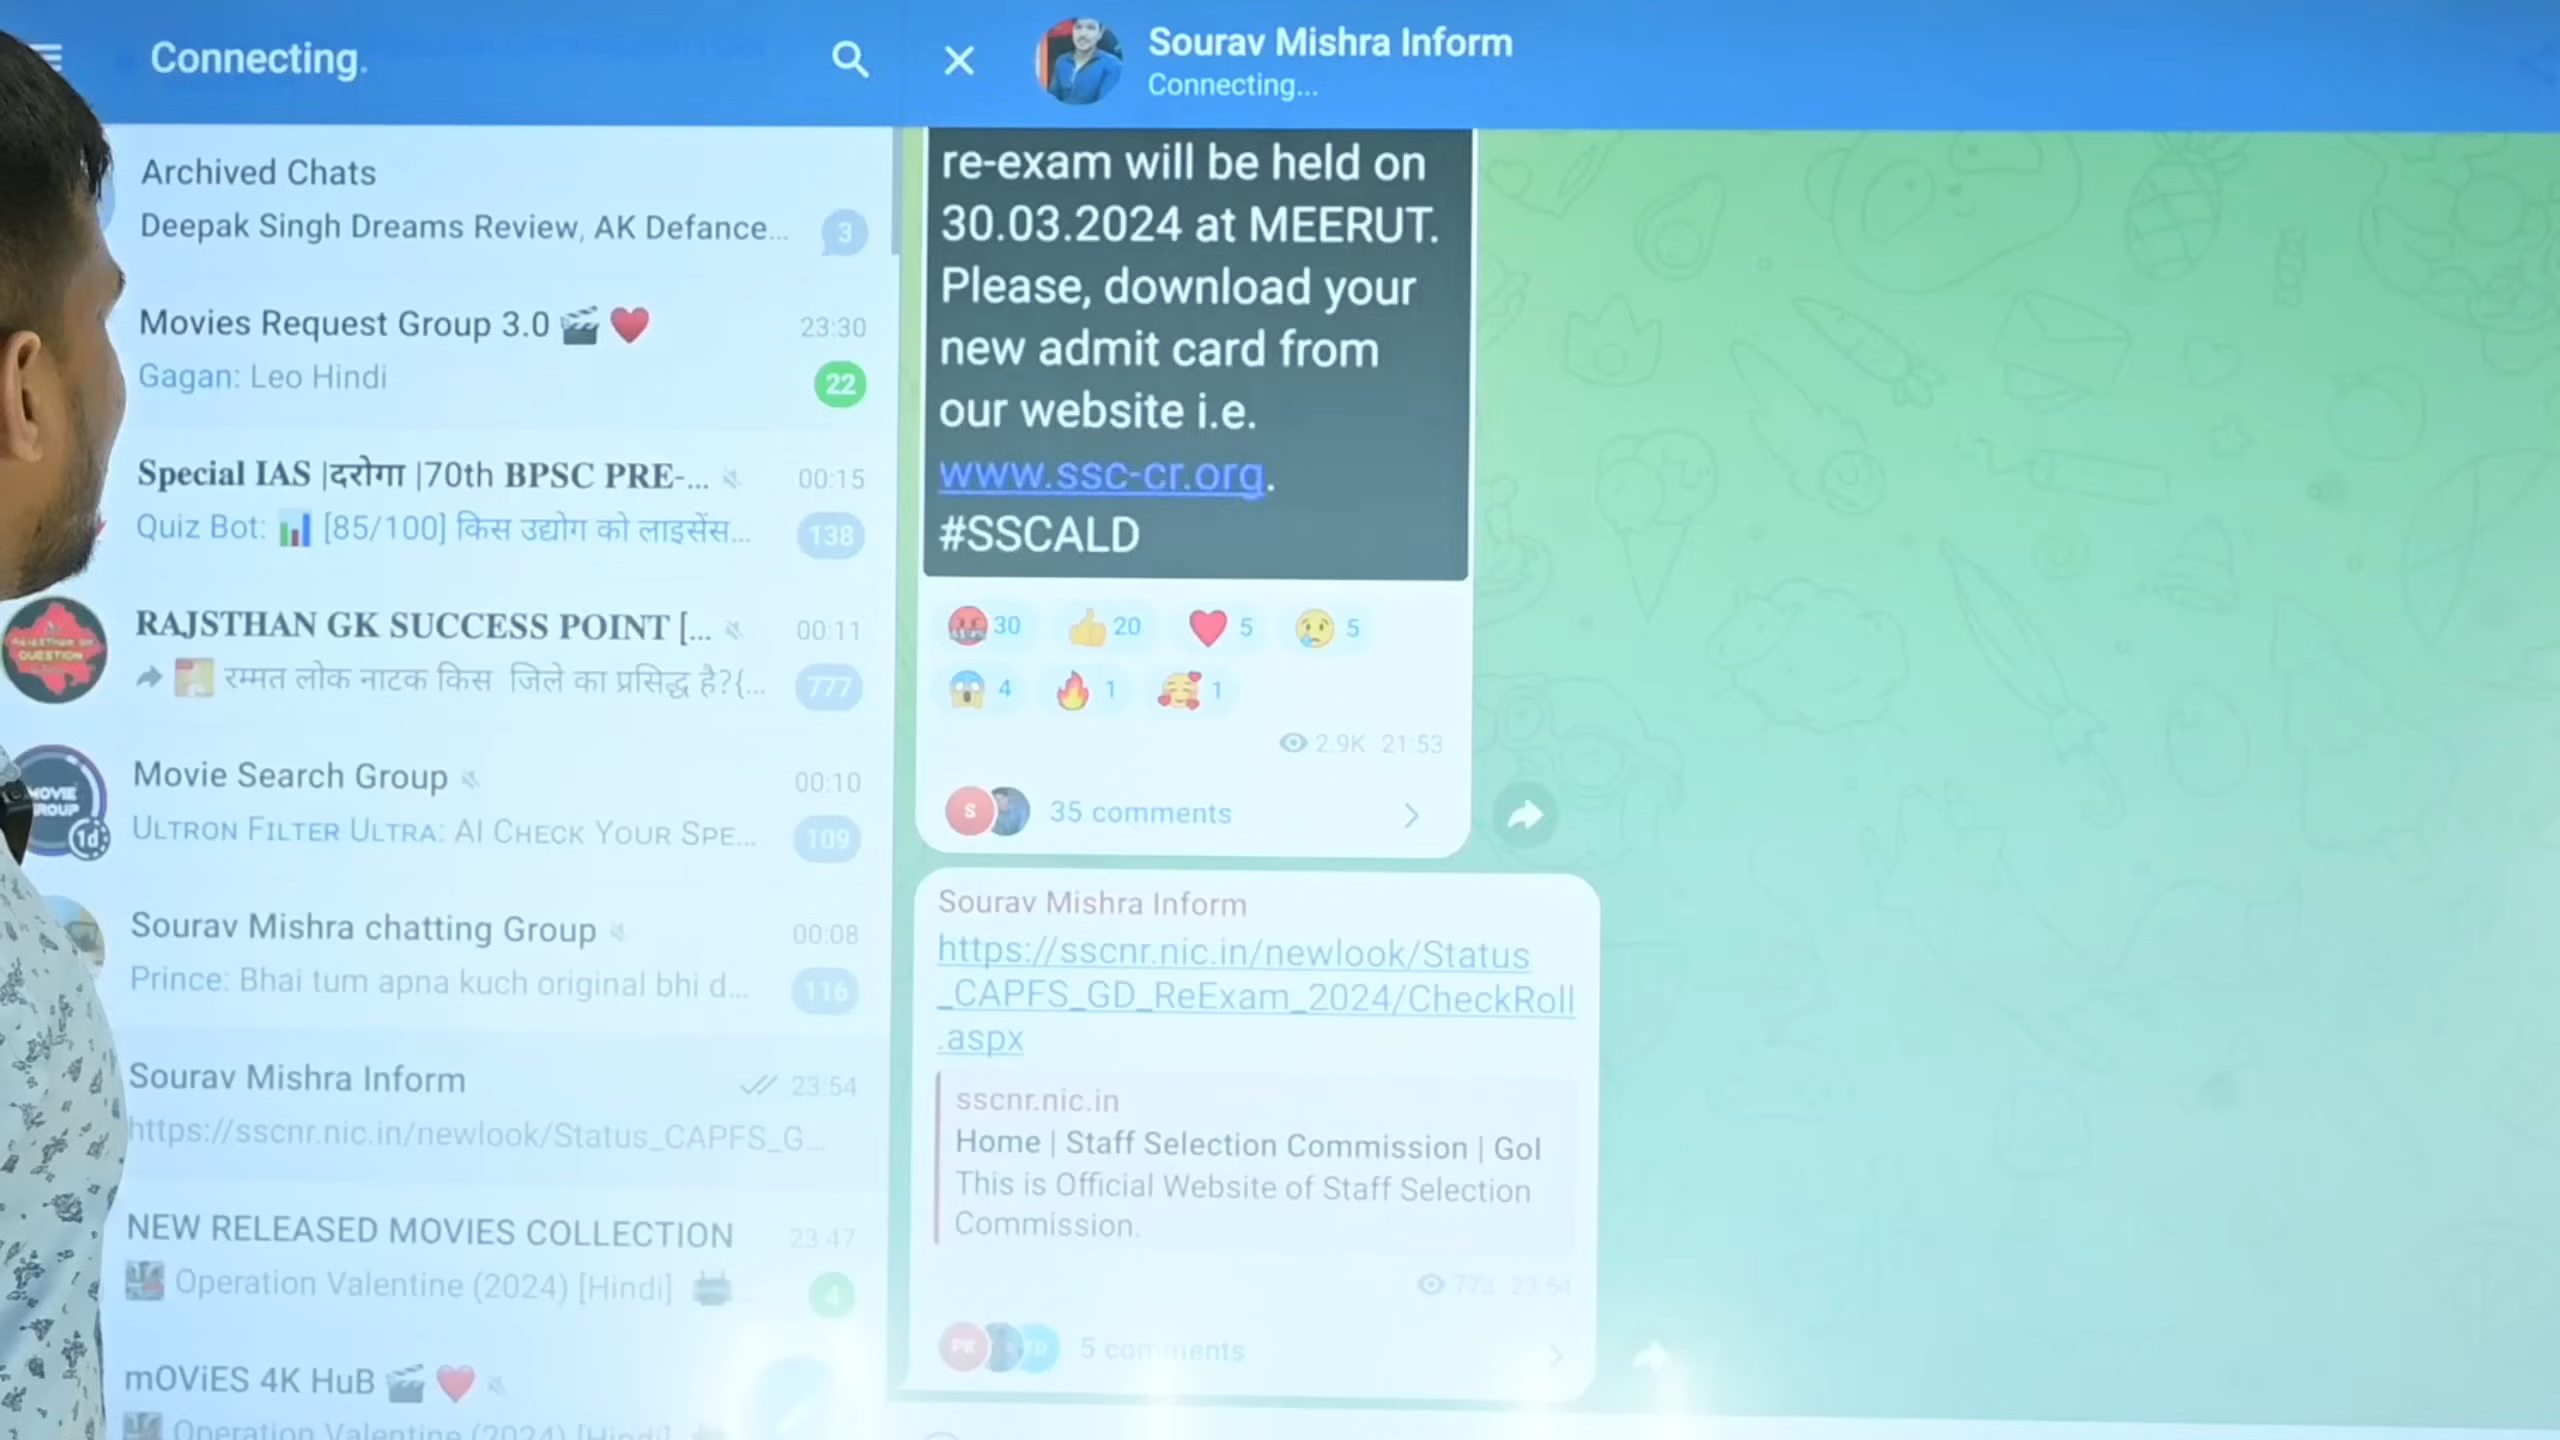 Connecting.
Archived Chats
Deepak Singh Dreams Review, AK Defance...
3
Movies Request Group 3.0 🎬 ❤️
23:30
Gagan: Leo Hindi
22
Special IAS |दरोगा |70th BPSC PRE-...
00:15
Quiz Bot: 📊 [85/100] किस उद्योग को लाइसेंस...
138
RAJSTHAN GK SUCCESS POINT [...
00:11
रम्मत लोक नाटक किस जिले का प्रसिद्ध है?{...
777
QUESTION
Movie Search Group
00:10
ULTRON FILTER ULTRA: AI CHECK YOUR SPE...
109
1d
Sourav Mishra chatting Group
00:08
Prince: Bhai tum apna kuch original bhi d...
116
Sourav Mishra Inform
23:54
https://sscnr.nic.in/newlook/Status_CAPFS_G...
NEW RELEASED MOVIES COLLECTION
23:47
Operation Valentine (2024) [Hindi]
4
mOViES 4K HuB 🎬 ❤️
Operation Valentine (2024) [Hindi]
Sourav Mishra Inform
Connecting...
re-exam will be held on
30.03.2024 at MEERUT.
Please, download your
new admit card from
our website i.e.
www.ssc-cr.org.
#SSCALD
🤬 30 👍 20 ❤️ 5 😢 5
😱 4 🔥 1 🥰 1
2.9K 21:53
S
35 comments
Sourav Mishra Inform
https://sscnr.nic.in/newlook/Status
_CAPFS_GD_ReExam_2024/CheckRoll
.aspx
sscnr.nic.in
Home | Staff Selection Commission | GoI
This is Official Website of Staff Selection
Commission.
773 23:54
PK
5 comments